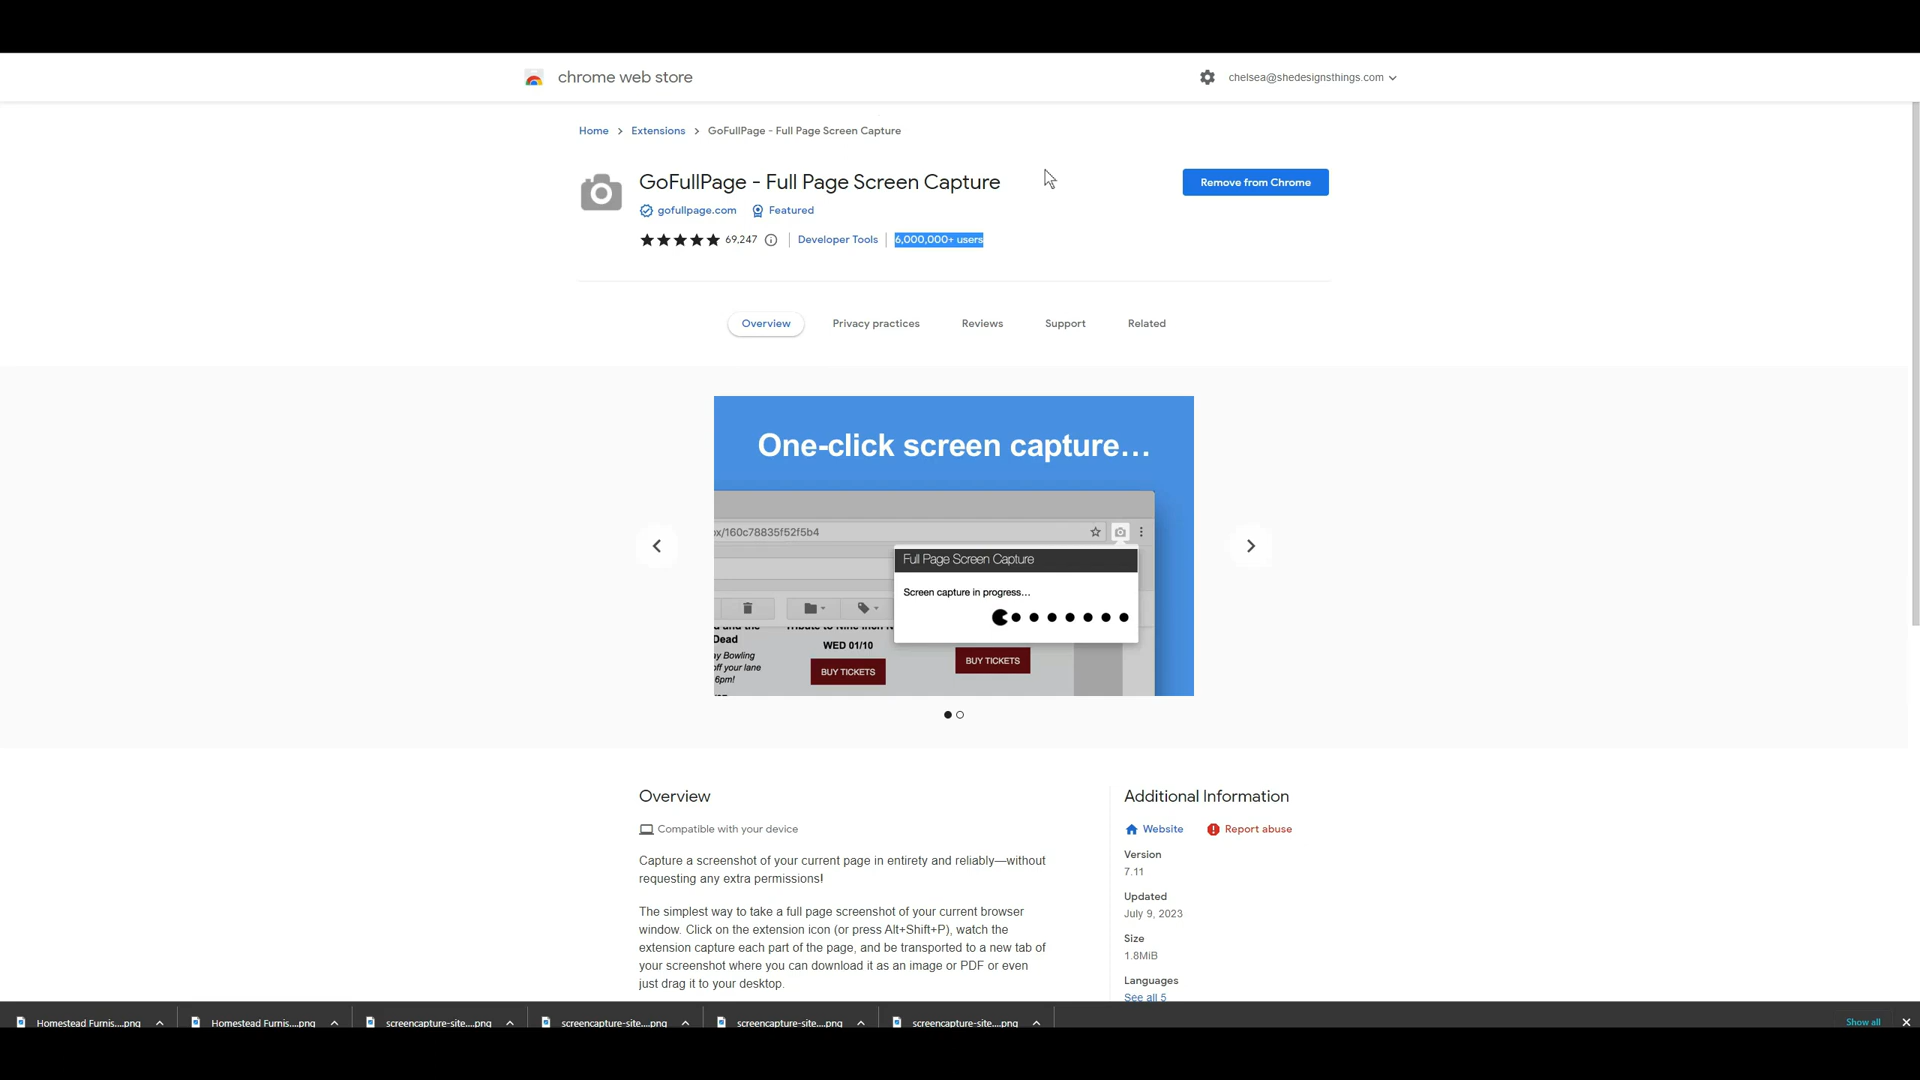 chrome web store
chelsea@shedesignsthings.com
Home > Extensions > GoFullPage - Full Page Screen Capture
GoFullPage - Full Page Screen Capture
Remove from Chrome
gofullpage.com Featured
69,247 Developer Tools 6,000,000+ users
Overview Privacy practices Reviews Support Related
One-click screen capture...
x/160c78835f52f5b4
Full Page Screen Capture
Screen capture in progress...
Dead
WED 01/10
y Bowling
off your lane
6pm!
BUY TICKETS
BUY TICKETS
Overview
Compatible with your device
Capture a screenshot of your current page in entirety and reliably—without
requesting any extra permissions!
The simplest way to take a full page screenshot of your current browser
window. Click on the extension icon (or press Alt+Shift+P), watch the
extension capture each part of the page, and be transported to a new tab of
your screenshot where you can download it as an image or PDF or even
just drag it to your desktop.
Additional Information
Website Report abuse
Version
7.11
Updated
July 9, 2023
Size
1.8MiB
Languages
See all 5
Homestead Furnis....png Homestead Furnis....png screencapture-site....png screencapture-site....png screencapture-site....png screencapture-site....png Show all